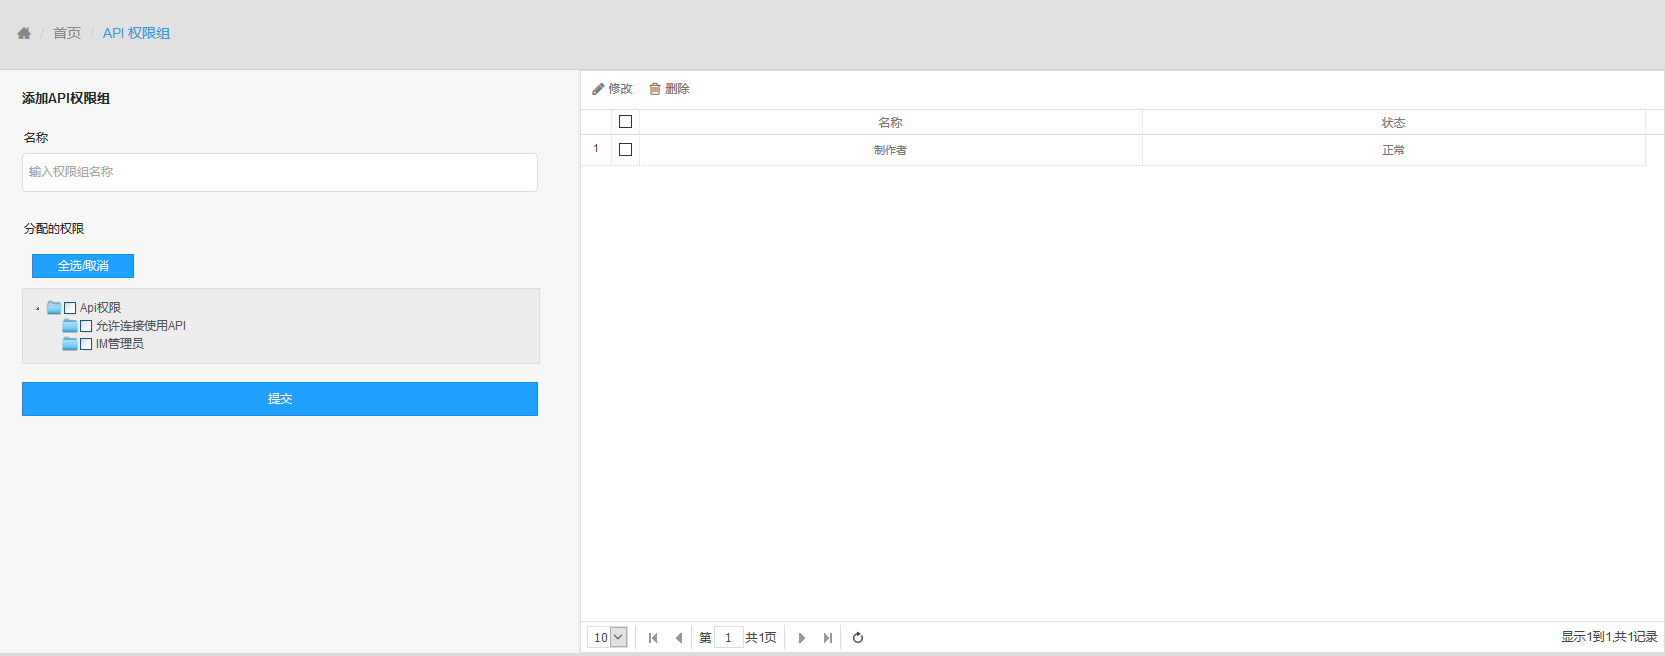 / 首页 / API 权限组
添加API权限组
名称
输入权限组名称
分配的权限
全选/取消
Api权限
允许连接使用API
IM管理员
提交
修改 删除
名称 状态
1 制作者 正常
10 第 1 共1页 显示1到1,共1记录